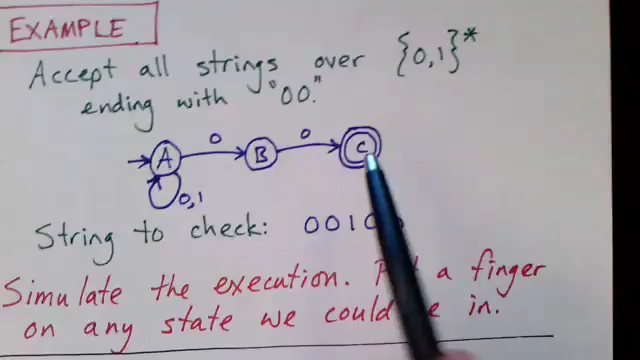 EXAMPLE
Accept all strings over {0,1}*
ending with "00."
0 0
A B C
0,1
String to check: 0010
Simulate the execution. a finger
on any state we could in.